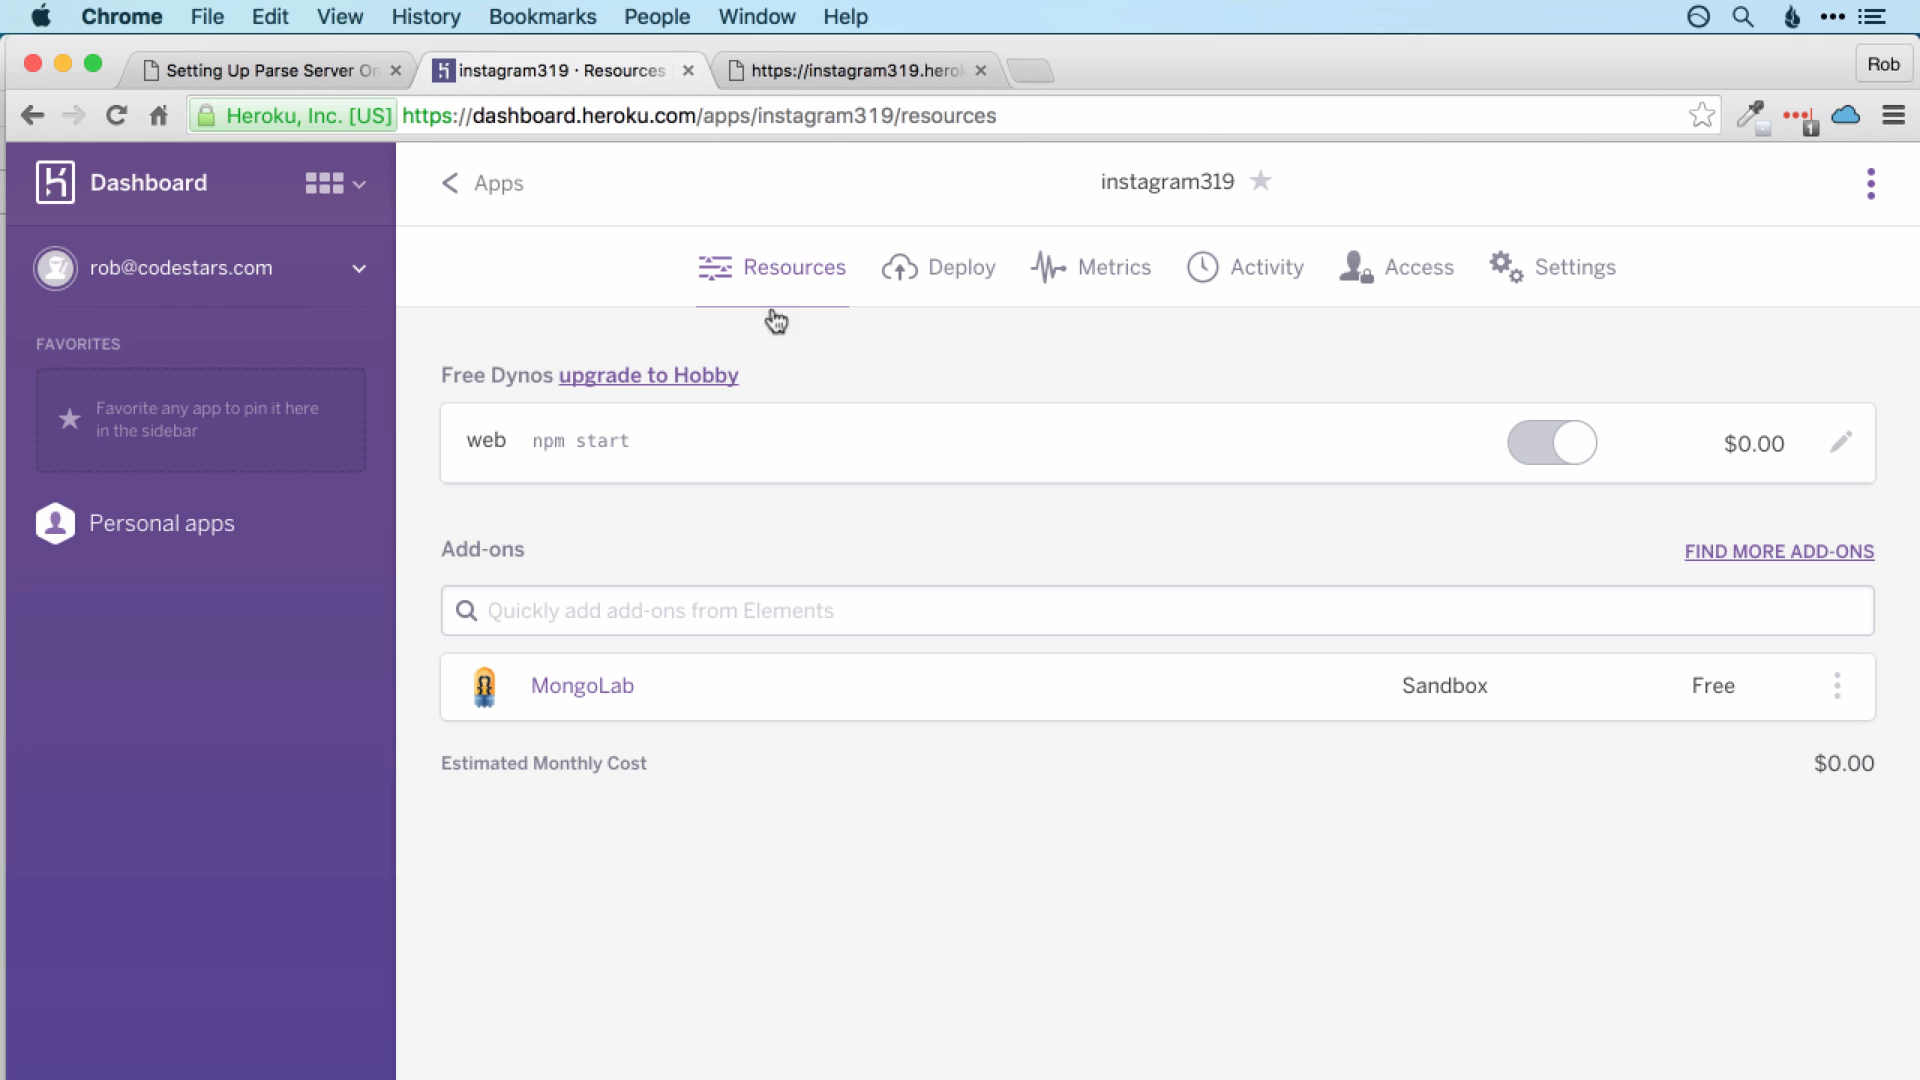 Chrome File Edit View History Bookmarks People Window Help
Setting Up Parse Server On
instagram319 · Resources
https://instagram319.hero
Rob
Heroku, Inc. [US] https://dashboard.heroku.com/apps/instagram319/resources
1
Dashboard
Apps
instagram319
rob@codestars.com
Resources Deploy Metrics Activity Access Settings
FAVORITES
Favorite any app to pin it here
in the sidebar
Personal apps
Free Dynos upgrade to Hobby
web npm start $0.00
Add-ons
FIND MORE ADD-ONS
Quickly add add-ons from Elements
MongoLab Sandbox Free
Estimated Monthly Cost $0.00